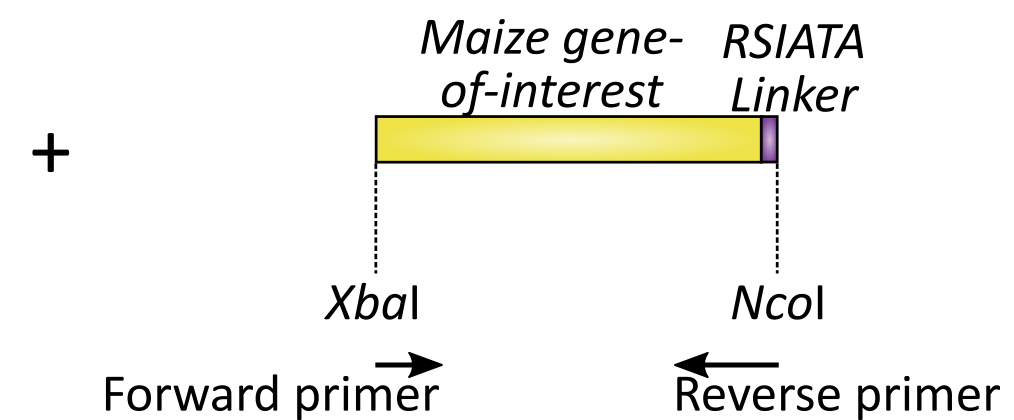 Maize gene-
of-interest
RSIATA
Linker
+
XbaI
NcoI
Forward primer
Reverse primer